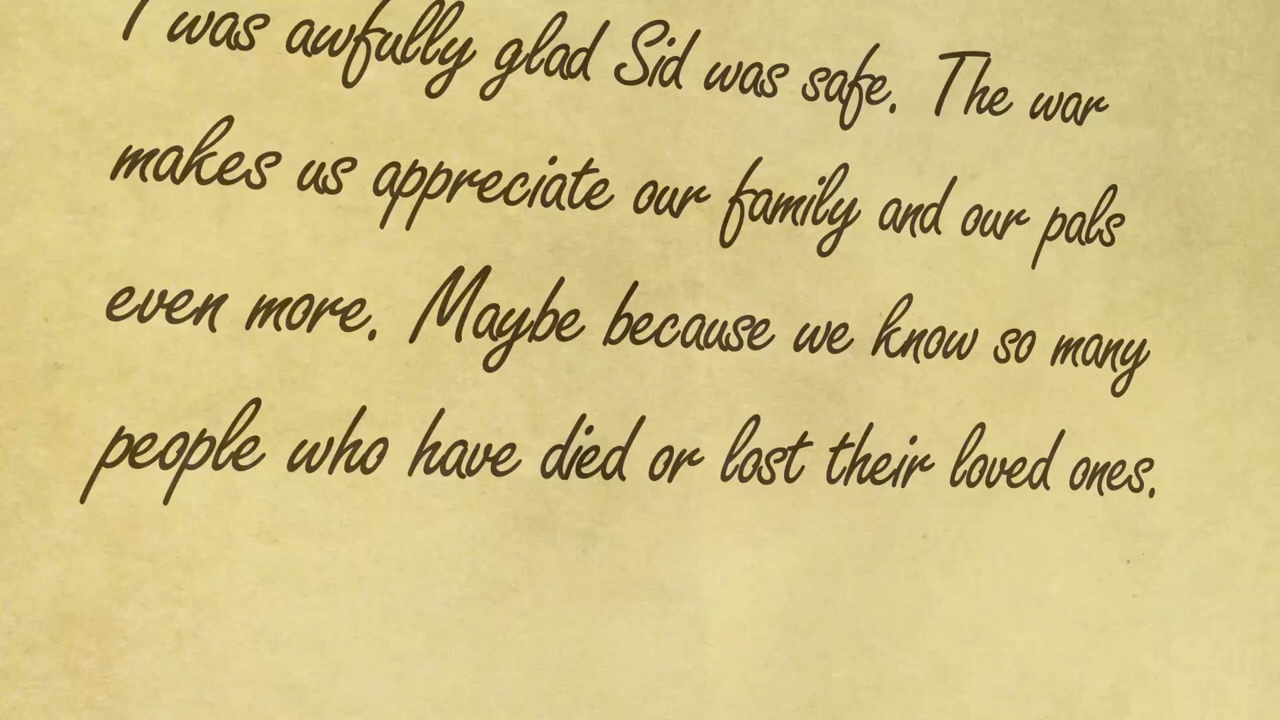 I was awfully glad Sid was safe. The war
makes us appreciate our family and our pals
even more. Maybe because we know so many
people who have died or lost their loved ones.